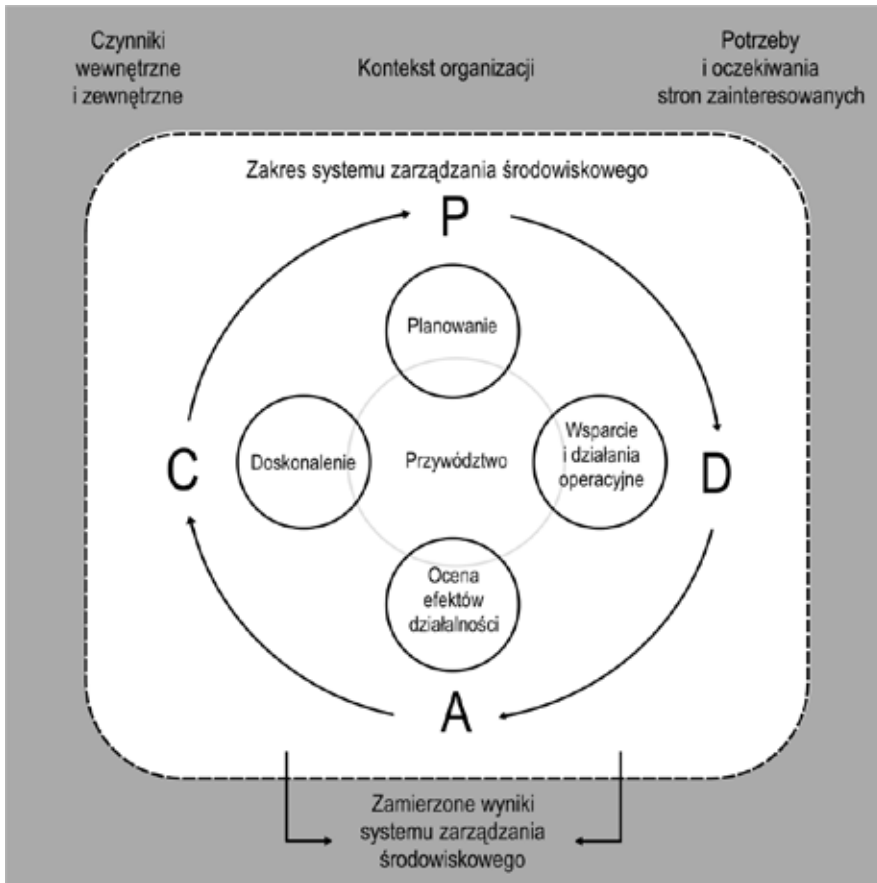 Czynniki
wewnętrzne
i zewnętrzne
Kontekst organizacji
Potrzeby
i oczekiwania
stron zainteresowanych
Zakres systemu zarządzania środowiskowego
P
Planowanie
C
Doskonalenie
Przywództwo
Wsparcie
i działania
operacyjne
D
Ocena
efektów
działalności
A
Zamierzone wyniki
systemu zarządzania
środowiskowego